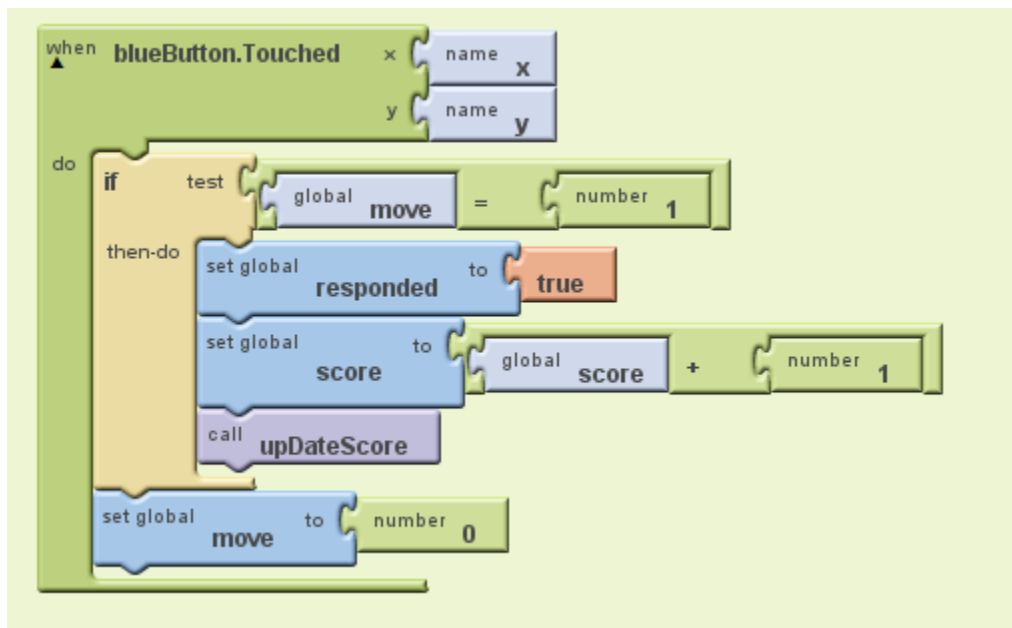 when blueButton.Touched x name x
y name y
do
if test global move = number 1
then-do
set global responded to true
set global score to global score + number 1
call upDateScore
set global move to number 0